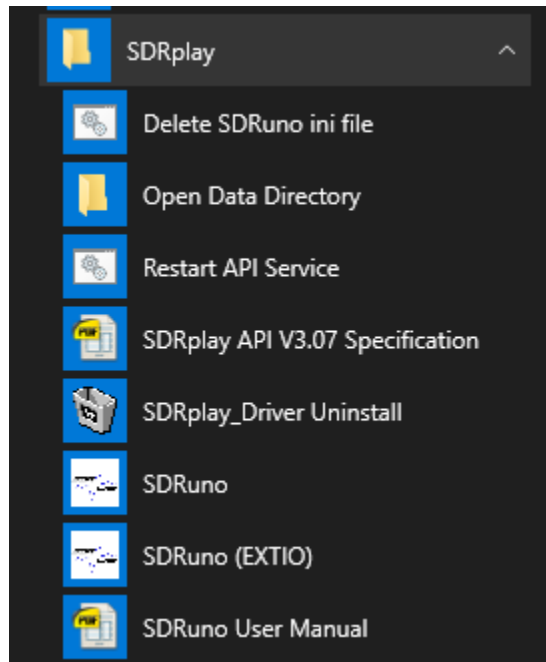 SDRplay
Delete SDRuno ini file
Open Data Directory
Restart API Service
SDRplay API V3.07 Specification
SDRplay_Driver Uninstall
SDRuno
SDRuno (EXTIO)
SDRuno User Manual